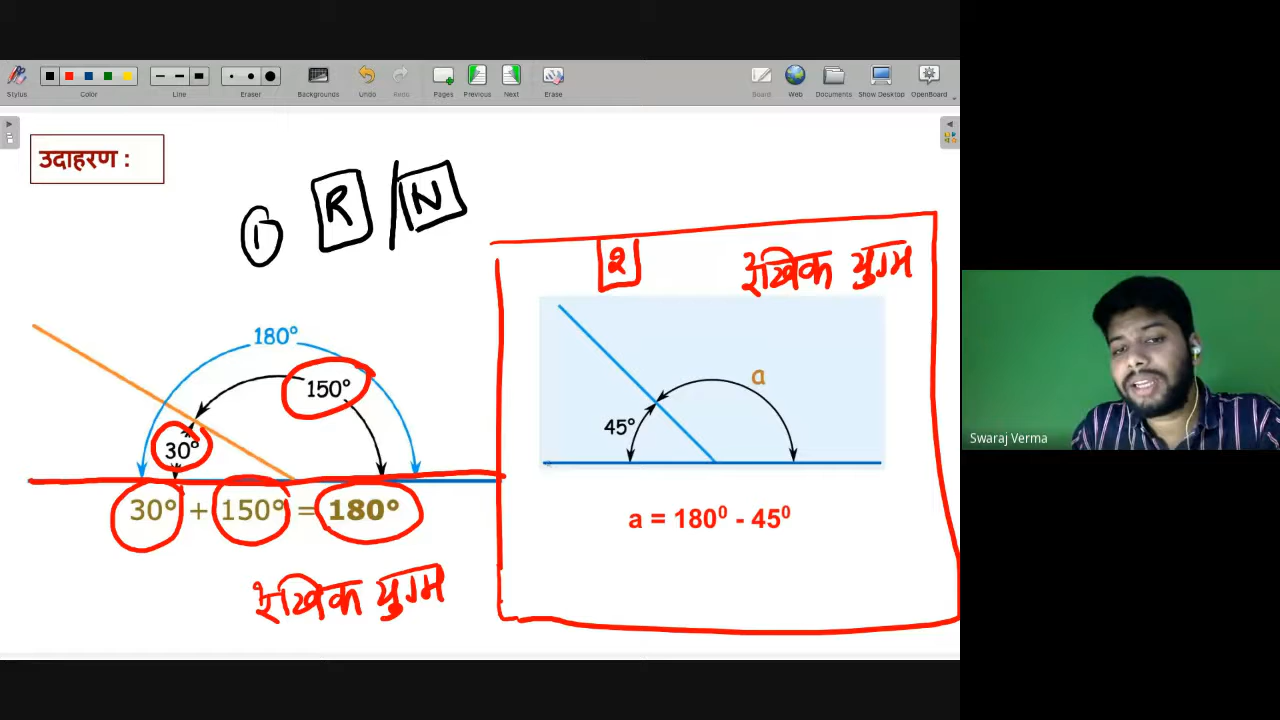 Stylus Color Line Eraser Backgrounds Undo Redo Pages Previous Next Erase Board Web Documents Show Desktop OpenBoard
उदाहरण :
① R / N
२ रेखिक युग्म
180°
150°
30°
30° + 150° = 180°
रेखिक युग्म
a
45°
a = 180⁰ - 45⁰
Swaraj Verma